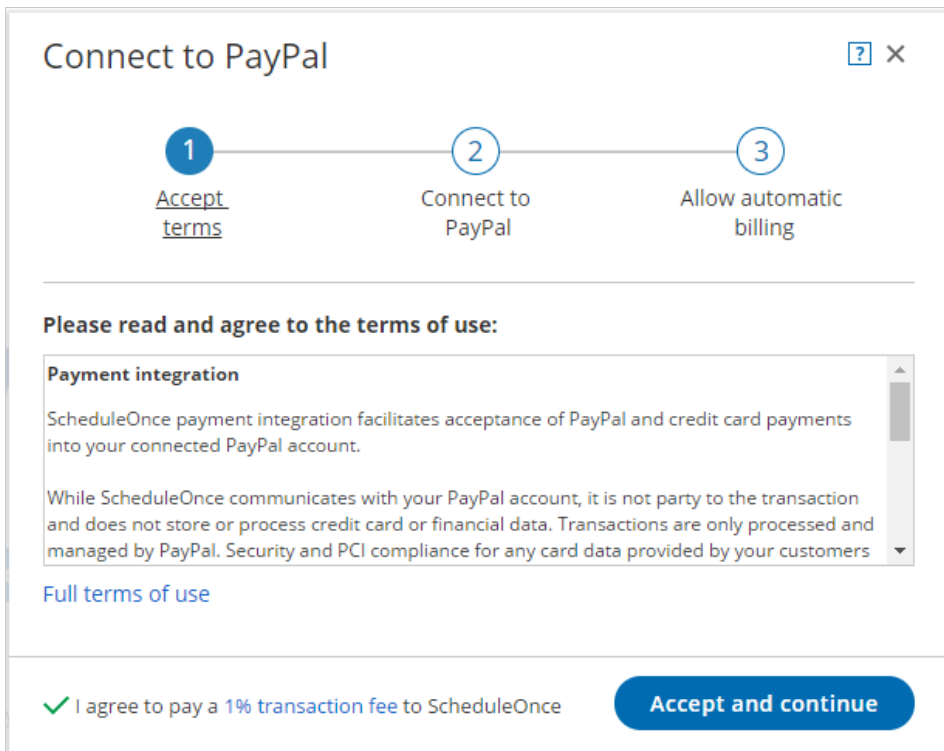 Connect to PayPal
?
1
2
3
Accept
terms
Connect to
PayPal
Allow automatic
billing
Please read and agree to the terms of use:
Payment integration
ScheduleOnce payment integration facilitates acceptance of PayPal and credit card payments
into your connected PayPal account.
While ScheduleOnce communicates with your PayPal account, it is not party to the transaction
and does not store or process credit card or financial data. Transactions are only processed and
managed by PayPal. Security and PCI compliance for any card data provided by your customers
Full terms of use
I agree to pay a 1% transaction fee to ScheduleOnce
Accept and continue